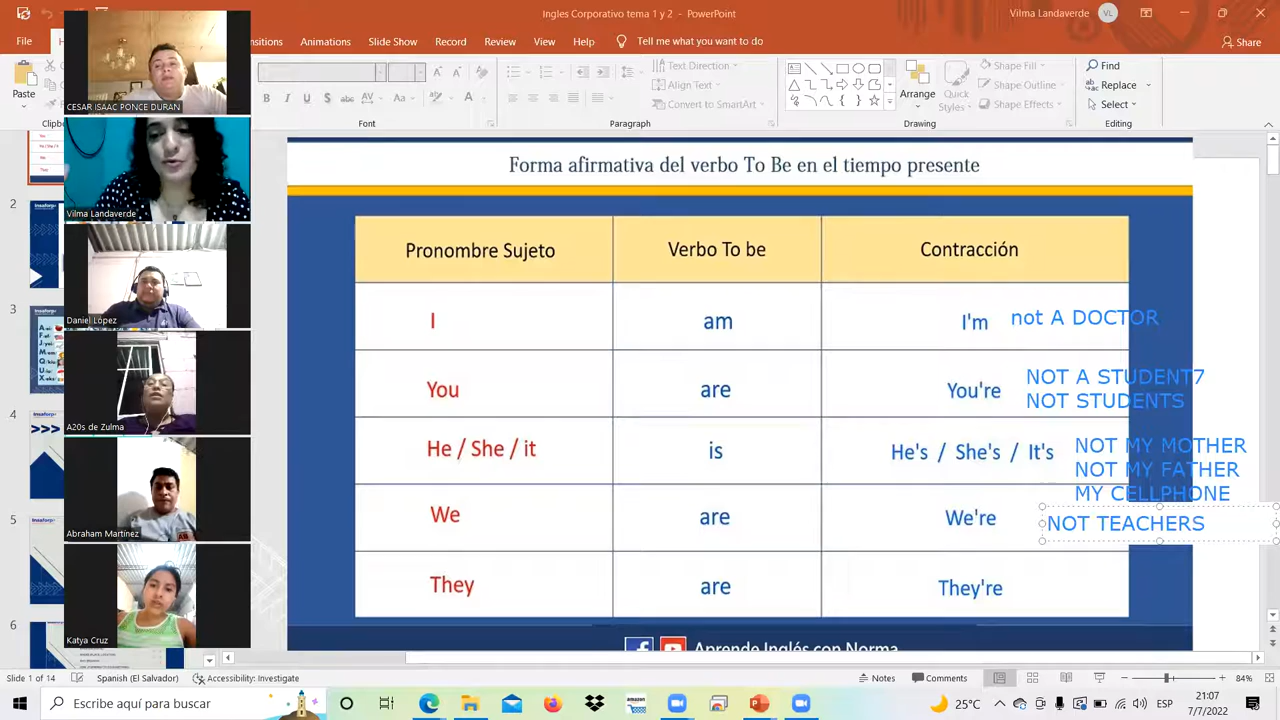 Ingles Corporativo tema 1 y 2 - PowerPoint
Vilma Landaverde
VL
Animations
Slide Show
Record
Review
View
Help
Tell me what you want to do
Share
Paste
Text Direction
Align Text
Convert to SmartArt
Arrange
Quick
Styles
Shape Fill
Shape Outline
Shape Effects
Find
Replace
Select
Font
Paragraph
Drawing
Editing
CESAR ISAAC PONCE DURAN
Vilma Landaverde
Daniel López
A20s de Zulma
Abraham Martínez
Katya Cruz
Forma afirmativa del verbo To Be en el tiempo presente
Pronombre Sujeto
Verbo To be
Contracción
I
am
I'm
not A DOCTOR
You
are
You're
NOT A STUDENT7
NOT STUDENTS
He / She / it
is
He's / She's / It's
NOT MY MOTHER
NOT MY FATHER
MY CELLPHONE
We
are
We're
NOT TEACHERS
They
are
They're
Aprende Inglés con Norma
4
5
6
Slide 1 of 14
Spanish (El Salvador)
Accessibility: Investigate
Notes
Comments
84%
Escribe aquí para buscar
25°C
21:07
7/7/2022